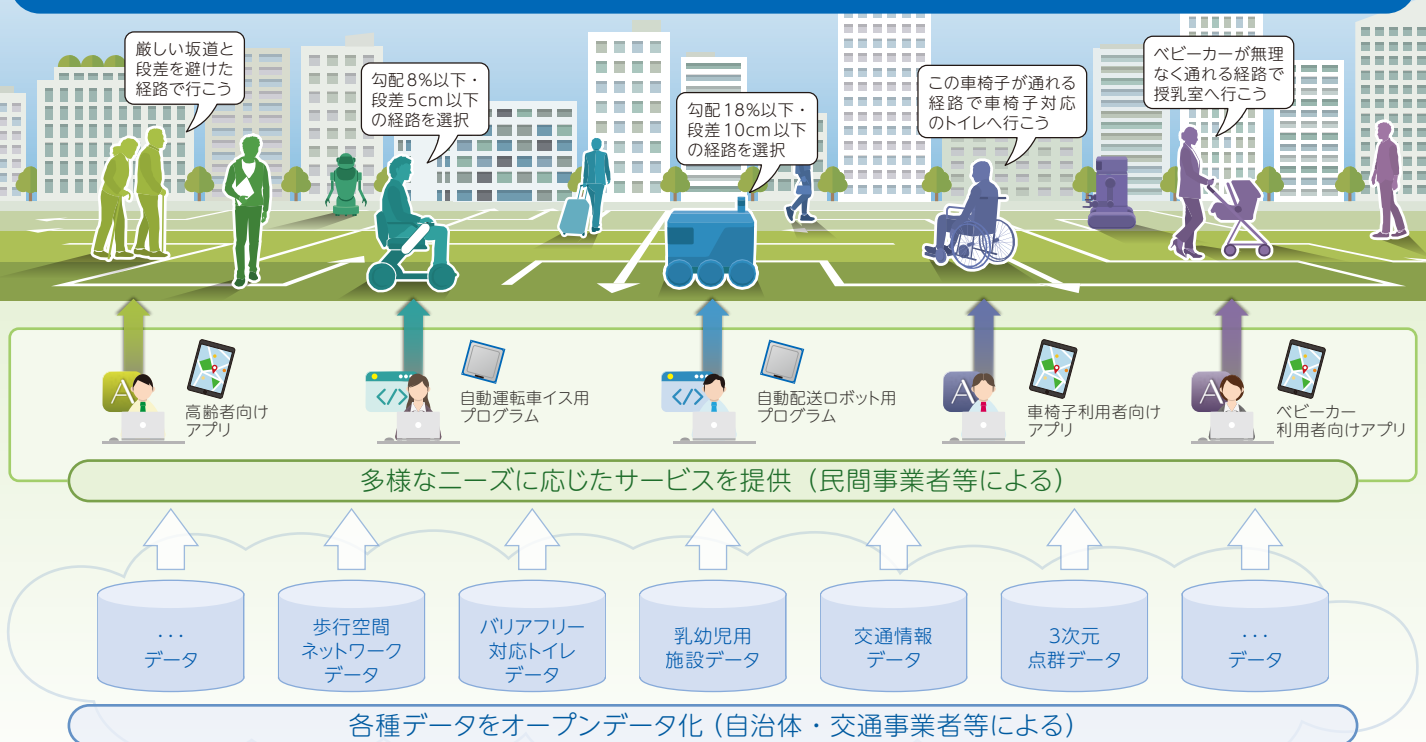 厳しい坂道と
段差を避けた
経路で行こう
勾配8%以下・
段差5cm以下
の経路を選択
勾配18%以下・
段差10cm以下
の経路を選択
この車椅子が通れる
経路で車椅子対応
のトイレへ行こう
ベビーカーが無理
なく通れる経路で
授乳室へ行こう
A
高齢者向け
アプリ
</>
自動運転車イス用
プログラム
</>
自動配送ロボット用
プログラム
A
車椅子利用者向け
アプリ
A
ベビーカー
利用者向けアプリ
多様なニーズに応じたサービスを提供（民間事業者等による）
・・・
データ
歩行空間
ネットワーク
データ
バリアフリー
対応トイレ
データ
乳幼児用
施設データ
交通情報
データ
3次元
点群データ
・・・
データ
各種データをオープンデータ化（自治体・交通事業者等による）